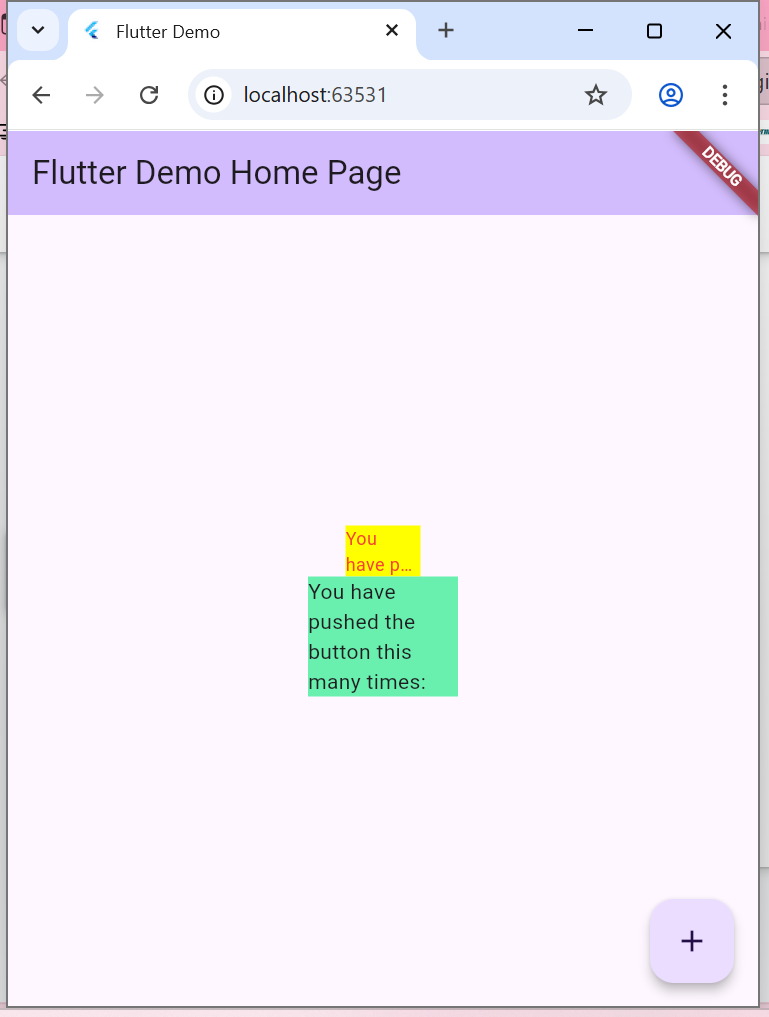 Flutter Demo
localhost:63531
Flutter Demo Home Page
DEBUG
You
have p…
You have
pushed the
button this
many times: